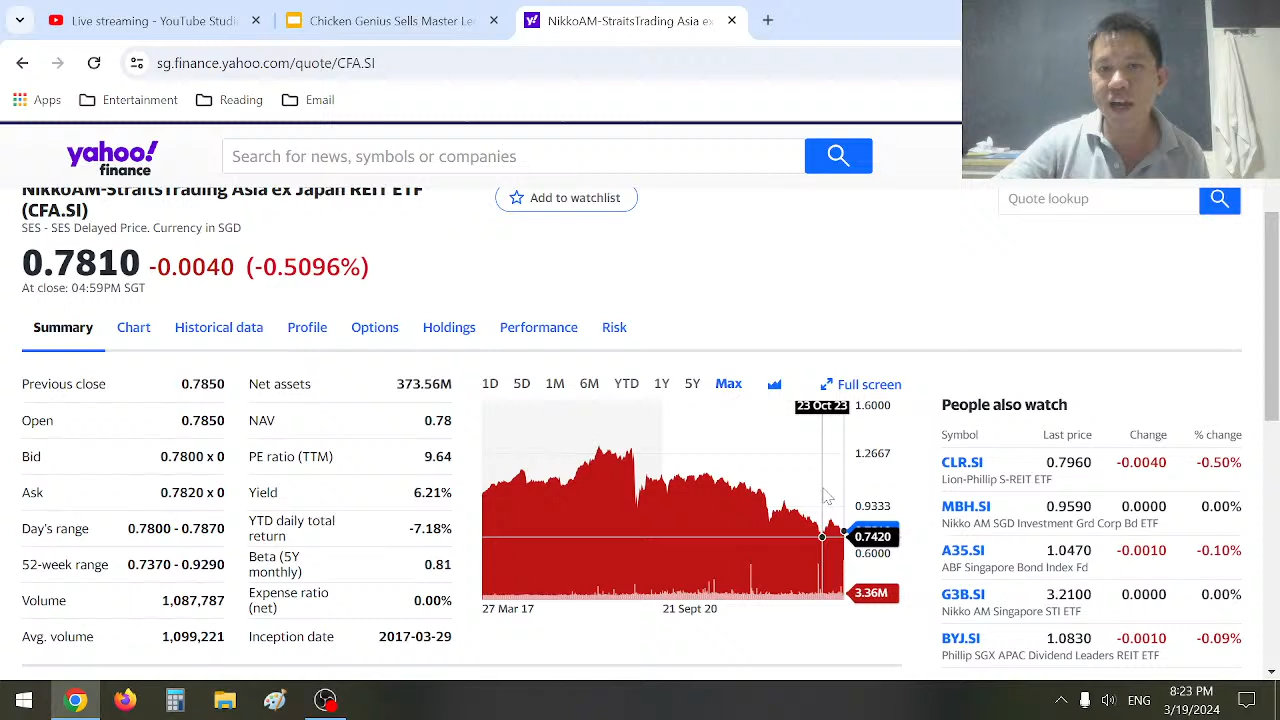 Live streaming - YouTube Studi
Chicken Genius Sells Master Le
NikkoAM-StraitsTrading Asia ex
sg.finance.yahoo.com/quote/CFA.SI
Apps
Entertainment
Reading
Email
yahoo!
finance
Search for news, symbols or companies
NikkoAM-StraitsTrading Asia ex Japan REIT ETF
(CFA.SI)
SES - SES Delayed Price. Currency in SGD
Add to watchlist
Quote lookup
0.7810 -0.0040 (-0.5096%)
At close: 04:59PM SGT
Summary Chart Historical data Profile Options Holdings Performance Risk
Previous close 0.7850
Open 0.7850
Bid 0.7800 x 0
Ask 0.7820 x 0
Day's range 0.7800 - 0.7870
52-week range 0.7370 - 0.9290
Volume 1,087,787
Avg. volume 1,099,221
Net assets 373.56M
NAV 0.78
PE ratio (TTM) 9.64
Yield 6.21%
YTD daily total
return -7.18%
Beta (5Y
monthly) 0.81
Expense ratio
(net) 0.00%
Inception date 2017-03-29
1D 5D 1M 6M YTD 1Y 5Y Max Full screen
23 Oct 23
1.6000
1.2667
0.9333
0.7420
0.6000
3.36M
27 Mar 17 21 Sept 20
People also watch
Symbol Last price Change % change
CLR.SI 0.7960 -0.0040 -0.50%
Lion-Phillip S-REIT ETF
MBH.SI 0.9590 0.0000 0.00%
Nikko AM SGD Investment Grd Corp Bd ETF
A35.SI 1.0470 -0.0010 -0.10%
ABF Singapore Bond Index Fd
G3B.SI 3.2100 0.0000 0.00%
Nikko AM Singapore STI ETF
BYJ.SI 1.0830 -0.0010 -0.09%
Phillip SGX APAC Dividend Leaders REIT ETF
ENG
8:23 PM
3/19/2024